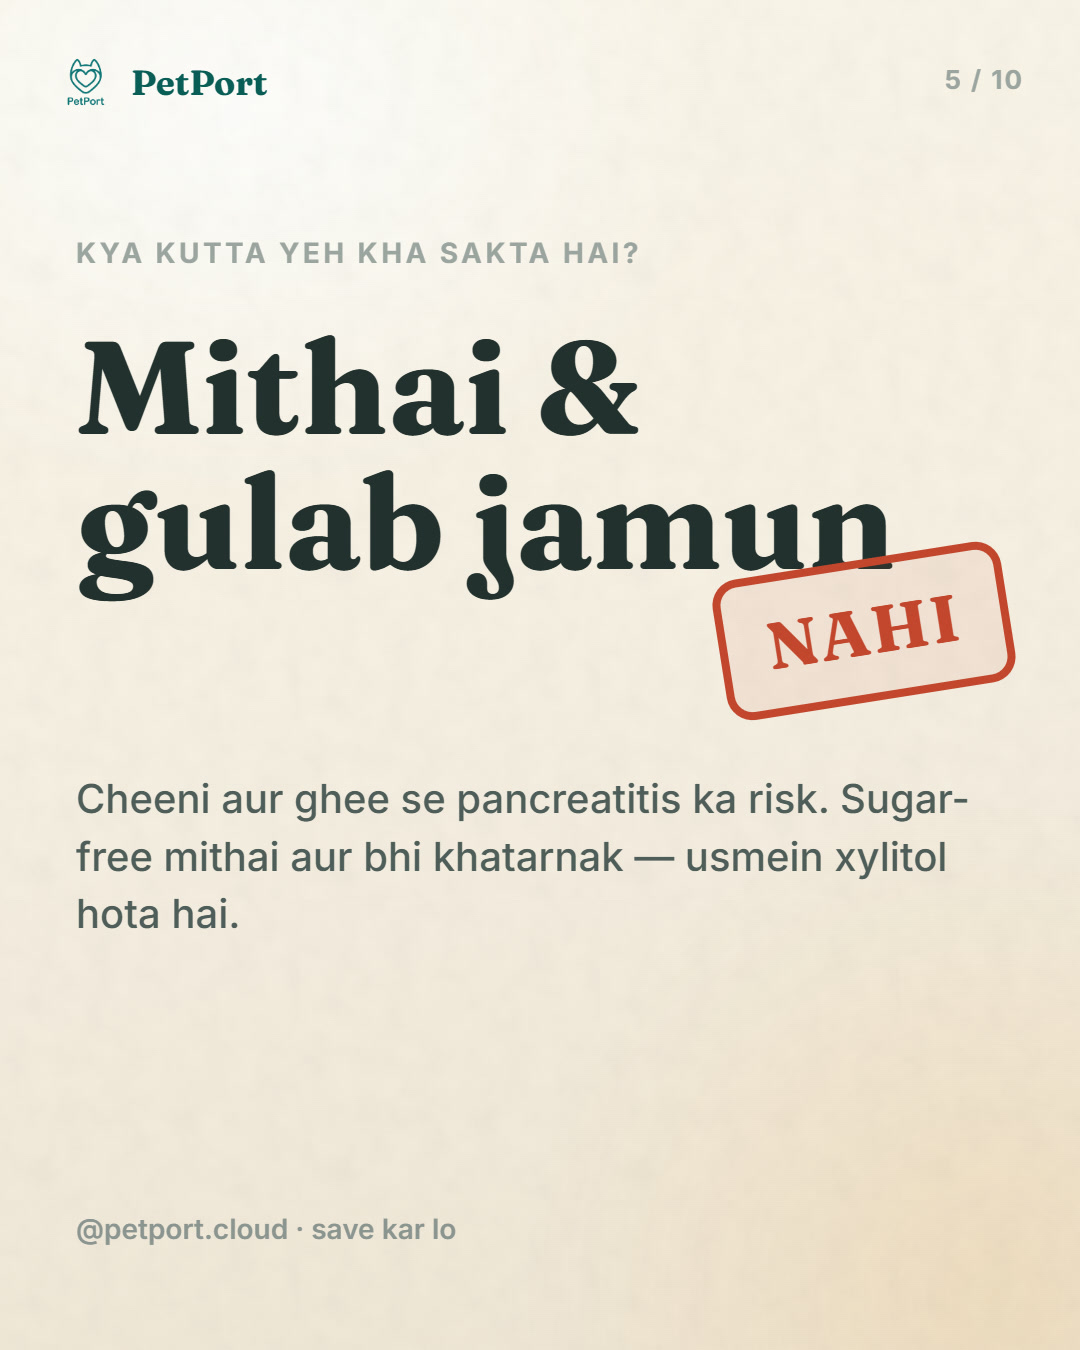 PetPort
PetPort
5 / 10
KYA KUTTA YEH KHA SAKTA HAI?
Mithai &
gulab jamun
NAHI
Cheeni aur ghee se pancreatitis ka risk. Sugar-
free mithai aur bhi khatarnak — usmein xylitol
hota hai.
@petport.cloud · save kar lo